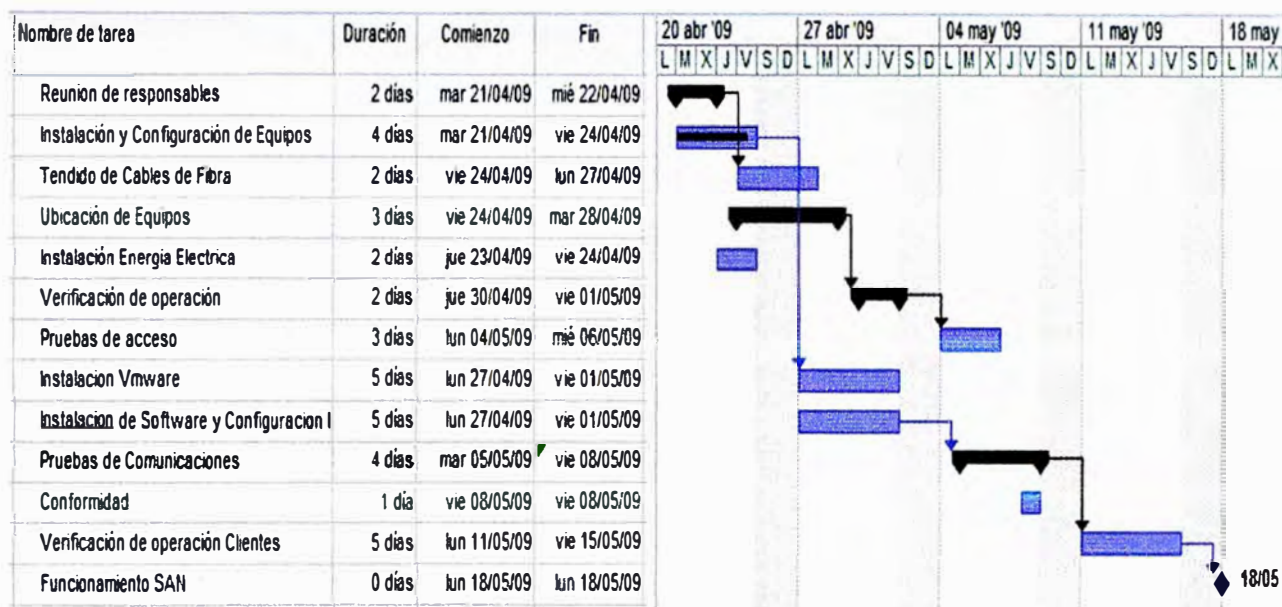 Nombre de tarea Duración Comienzo Fin 20 abr '09 27 abr '09 04 may '09 11 may '09 18 may
L M X J V S D L M X J V S D L M X J V S D L M X J V S D L M X
Reunion de responsables 2 días mar 21/04/09 mié 22/04/09
Instalación y Configuración de Equipos 4 días mar 21/04/09 vie 24/04/09
Tendido de Cables de Fibra 2 días vie 24/04/09 lun 27/04/09
Ubicación de Equipos 3 días vie 24/04/09 mar 28/04/09
Instalación Energia Electrica 2 días jue 23/04/09 vie 24/04/09
Verificación de operación 2 días jue 30/04/09 vie 01/05/09
Pruebas de acceso 3 días lun 04/05/09 mié 06/05/09
Instalacion Vmware 5 días lun 27/04/09 vie 01/05/09
Instalacion de Software y Configuracion I 5 días lun 27/04/09 vie 01/05/09
Pruebas de Comunicaciones 4 días mar 05/05/09 vie 08/05/09
Conformidad 1 día vie 08/05/09 vie 08/05/09
Verificación de operación Clientes 5 días lun 11/05/09 vie 15/05/09
Funcionamiento SAN 0 días lun 18/05/09 lun 18/05/09 18/05